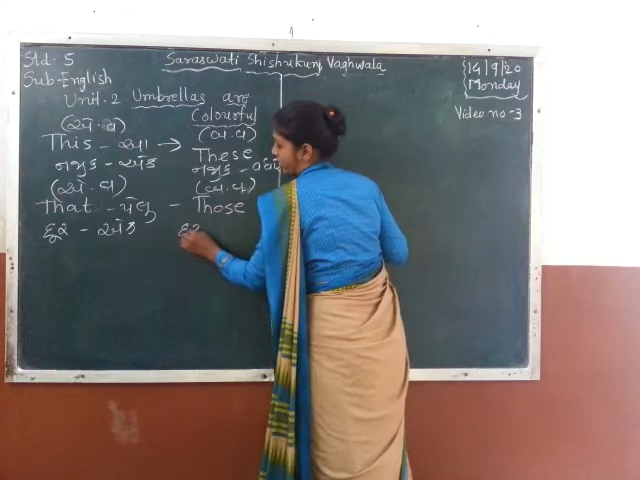 Std. 5
Saraswati Shishukunj Vaghwala
14/9/20
Sub-English
Monday
Unit-2 Umbrellas are
Colourful
Video no-3
(એ.વ) (બ.વ)
This - આ → These
નજીક - એક નજીક -
(એ.વ) (બ.વ)
That - પેલું - Those
દૂર - એક દૂર